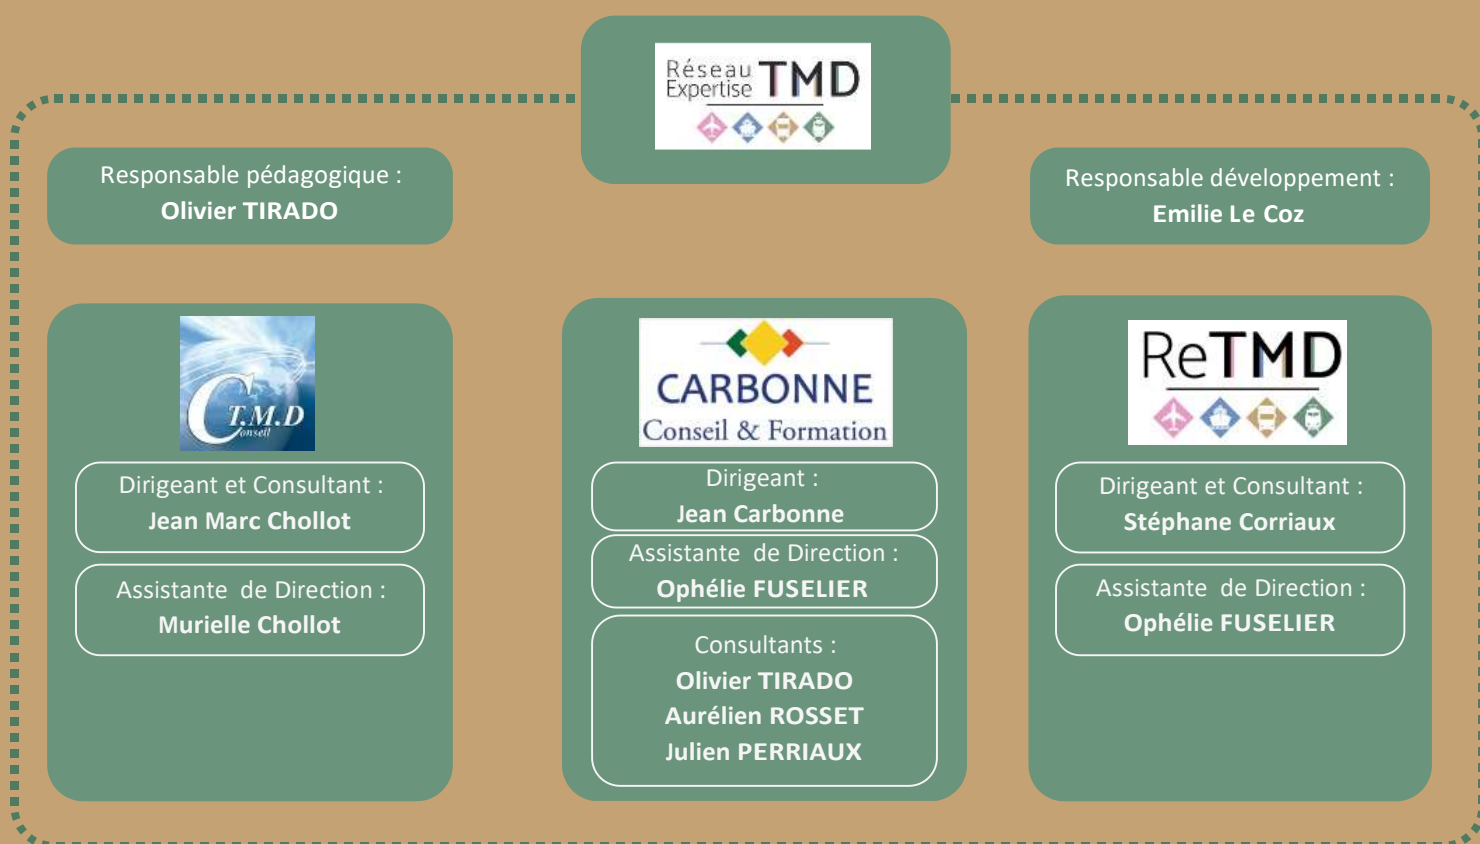 Réseau TMD
Expertise
Responsable pédagogique :
Olivier TIRADO
Responsable développement :
Emilie Le Coz
C T.M.D
onseil
Dirigeant et Consultant :
Jean Marc Chollot
Assistante  de Direction :
Murielle Chollot
CARBONNE
Conseil & Formation
Dirigeant :
Jean Carbonne
Assistante  de Direction :
Ophélie FUSELIER
Consultants :
Olivier TIRADO
Aurélien ROSSET
Julien PERRIAUX
ReTMD
Dirigeant et Consultant :
Stéphane Corriaux
Assistante  de Direction :
Ophélie FUSELIER